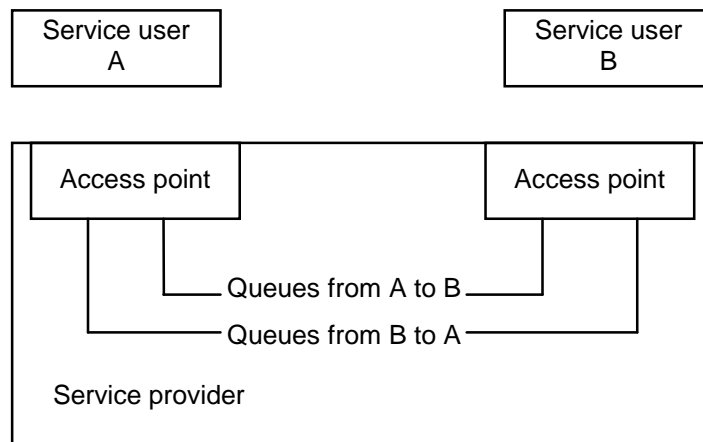 Service user
A
Service user
B
Access point
Access point
Queues from A to B
Queues from B to A
Service provider